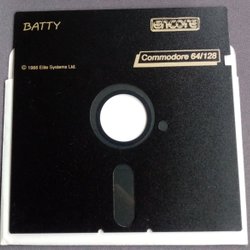 BATTY
encore
Commodore 64/128
© 1986 Elite Systems Ltd.